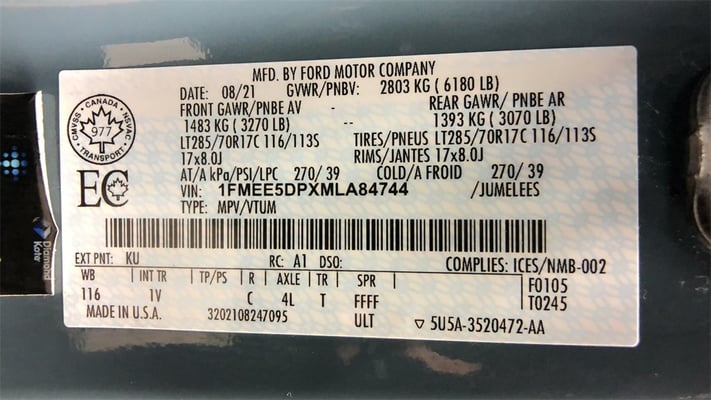 MFD. BY FORD MOTOR COMPANY
DATE: 08/21 GVWR/PNBV: 2803 KG ( 6180 LB)
FRONT GAWR/PNBE AV - REAR GAWR/ PNBE AR
1483 KG ( 3270 LB) -- 1393 KG ( 3070 LB)
LT285/70R17C 116/113S TIRES/PNEUS LT285/70R17C 116/113S
17x8.0J RIMS/JANTES 17x8.0J
AT/A kPa/PSI/LPC 270/ 39 COLD/A FROID 270/ 39
VIN: 1FMEE5DPXMLA84744 /JUMELEES
TYPE: MPV/VTUM
CANADA
CMVSS NSVAC
977
TRANSPORT
EC
EXT PNT: KU RC: A1 DSO: COMPLIES: ICES/NMB-002
WB INT TR TP/PS R AXLE TR SPR F0105
116 1V C 4L T FFFF T0245
MADE IN U.S.A. 3202108247095 ULT ▽ 5U5A-3520472-AA
Diamond
Kote